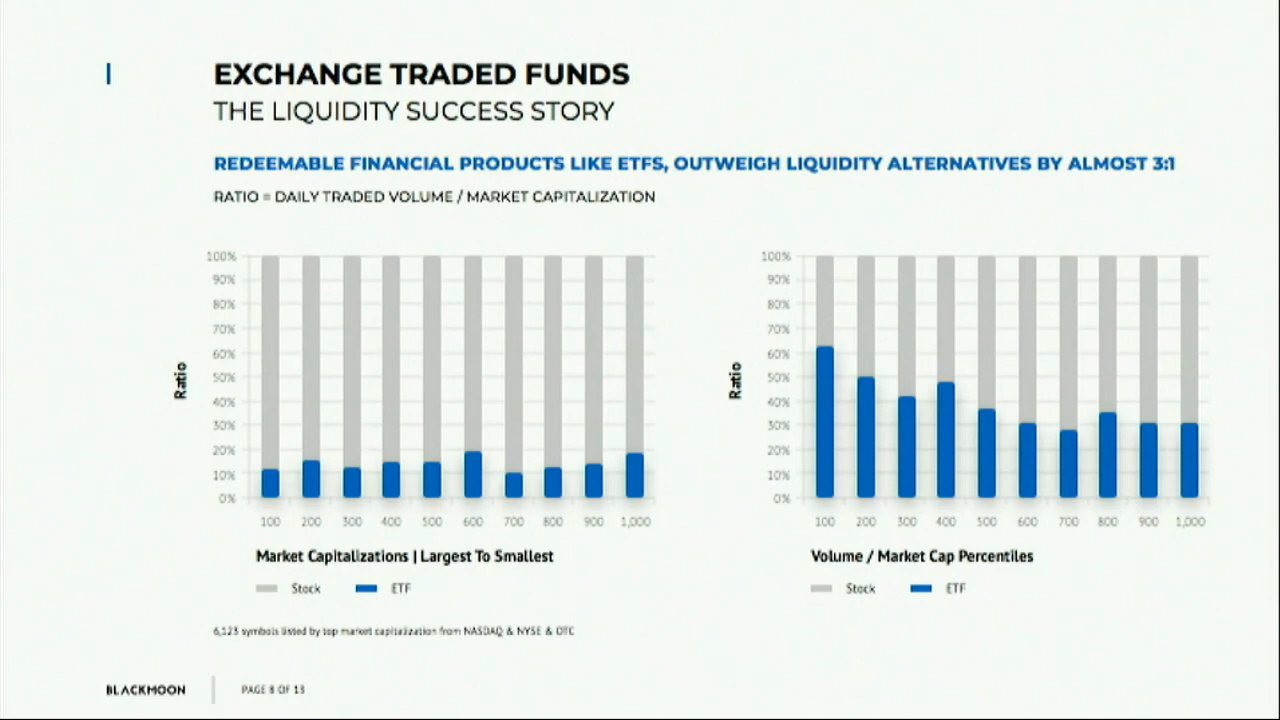 EXCHANGE TRADED FUNDS
THE LIQUIDITY SUCCESS STORY
REDEEMABLE FINANCIAL PRODUCTS LIKE ETFS, OUTWEIGH LIQUIDITY ALTERNATIVES BY ALMOST 3:1
RATIO = DAILY TRADED VOLUME / MARKET CAPITALIZATION
100%
90%
80%
70%
60%
50%
40%
30%
20%
10%
0%
Ratio
100 200 300 400 500 600 700 800 900 1,000
Market Capitalizations | Largest To Smallest
Stock ETF
100%
90%
80%
70%
60%
50%
40%
30%
20%
10%
0%
Ratio
100 200 300 400 500 600 700 800 900 1,000
Volume / Market Cap Percentiles
Stock ETF
6,123 symbols listed by top market capitalization from NASDAQ & NYSE & OTC
BLACKMOON
PAGE 8 OF 13